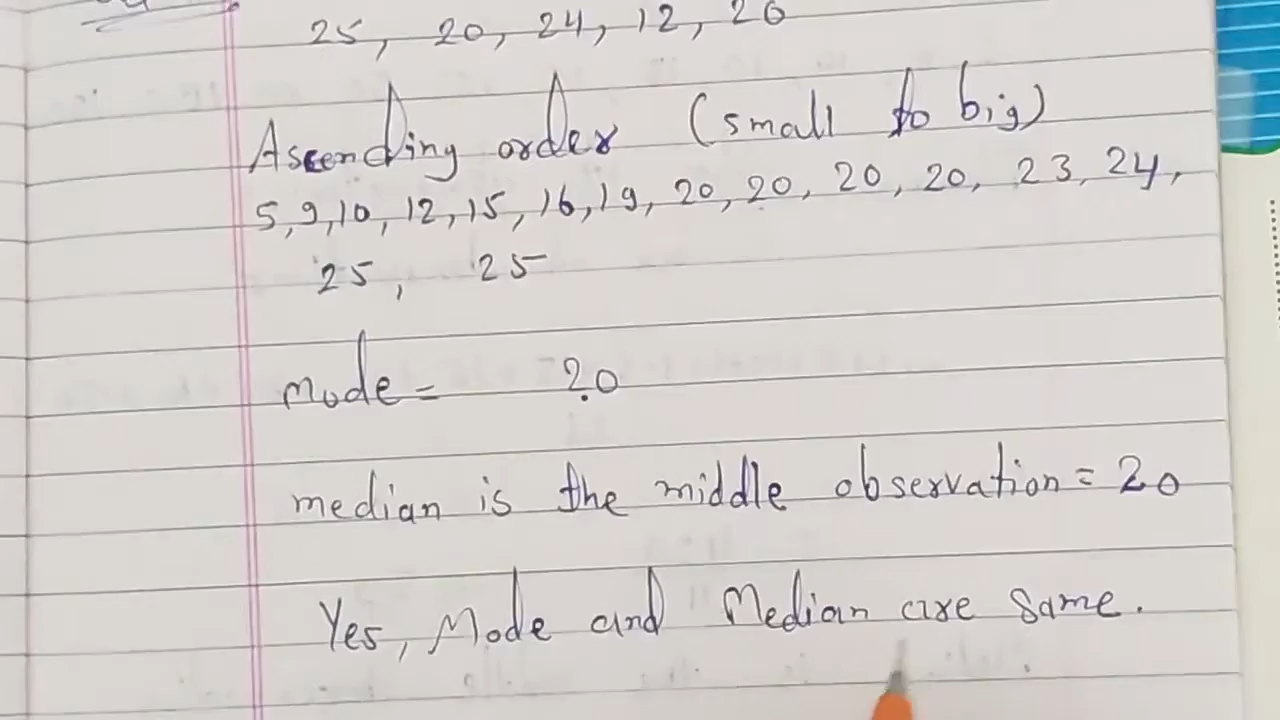 25, 20, 24, 12, 20
Ascending order (small to big)
5, 9, 10, 12, 15, 16, 19, 20, 20, 20, 20, 23, 24,
25, 25
mode = 20
median is the middle observation = 20
Yes, Mode and Median are same.